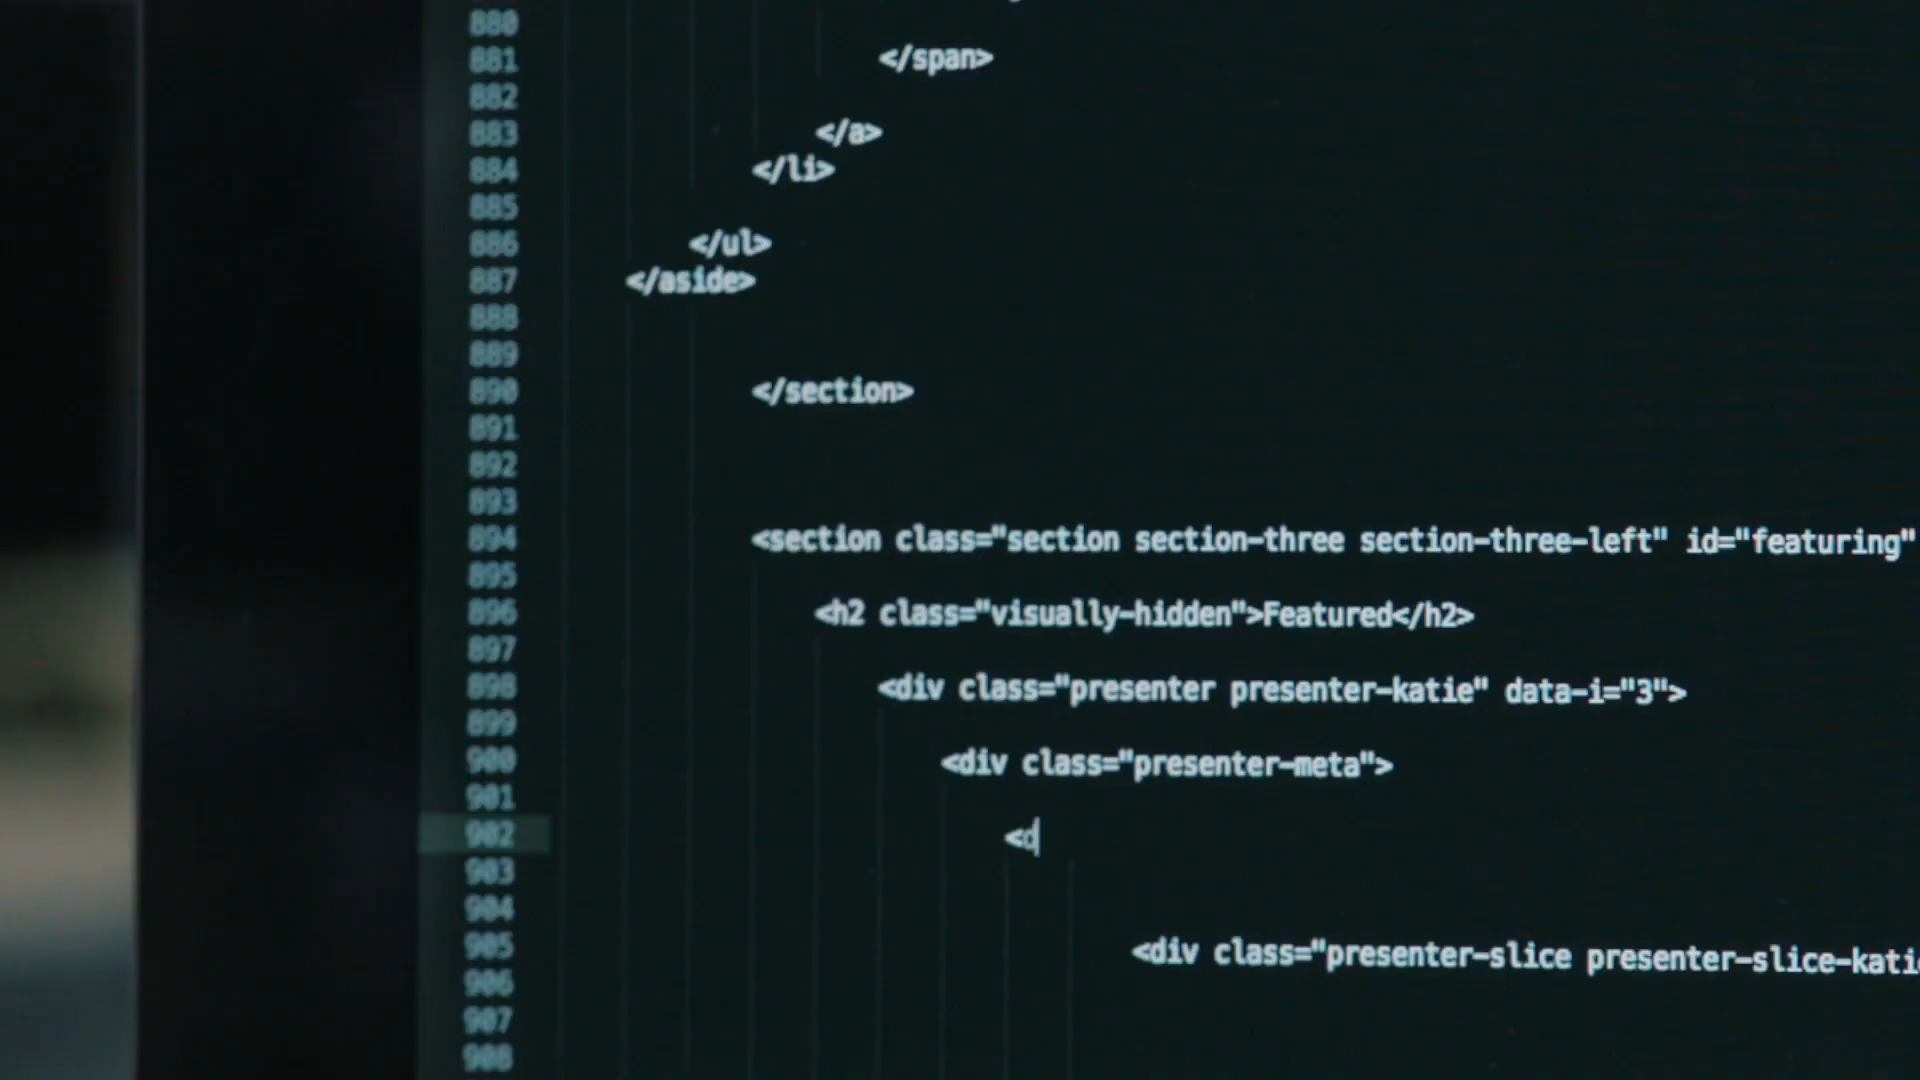 880
881 </span>
882
883 </a>
884 </li>
885
886 </ul>
887 </aside>
888
889
890 </section>
891
892
893
894 <section class="section section-three section-three-left" id="featuring"
895
896 <h2 class="visually-hidden">Featured</h2>
897
898 <div class="presenter presenter-katie" data-i="3">
899
900 <div class="presenter-meta">
901
902 <d
903
904
905 <div class="presenter-slice presenter-slice-kati
906
907
908